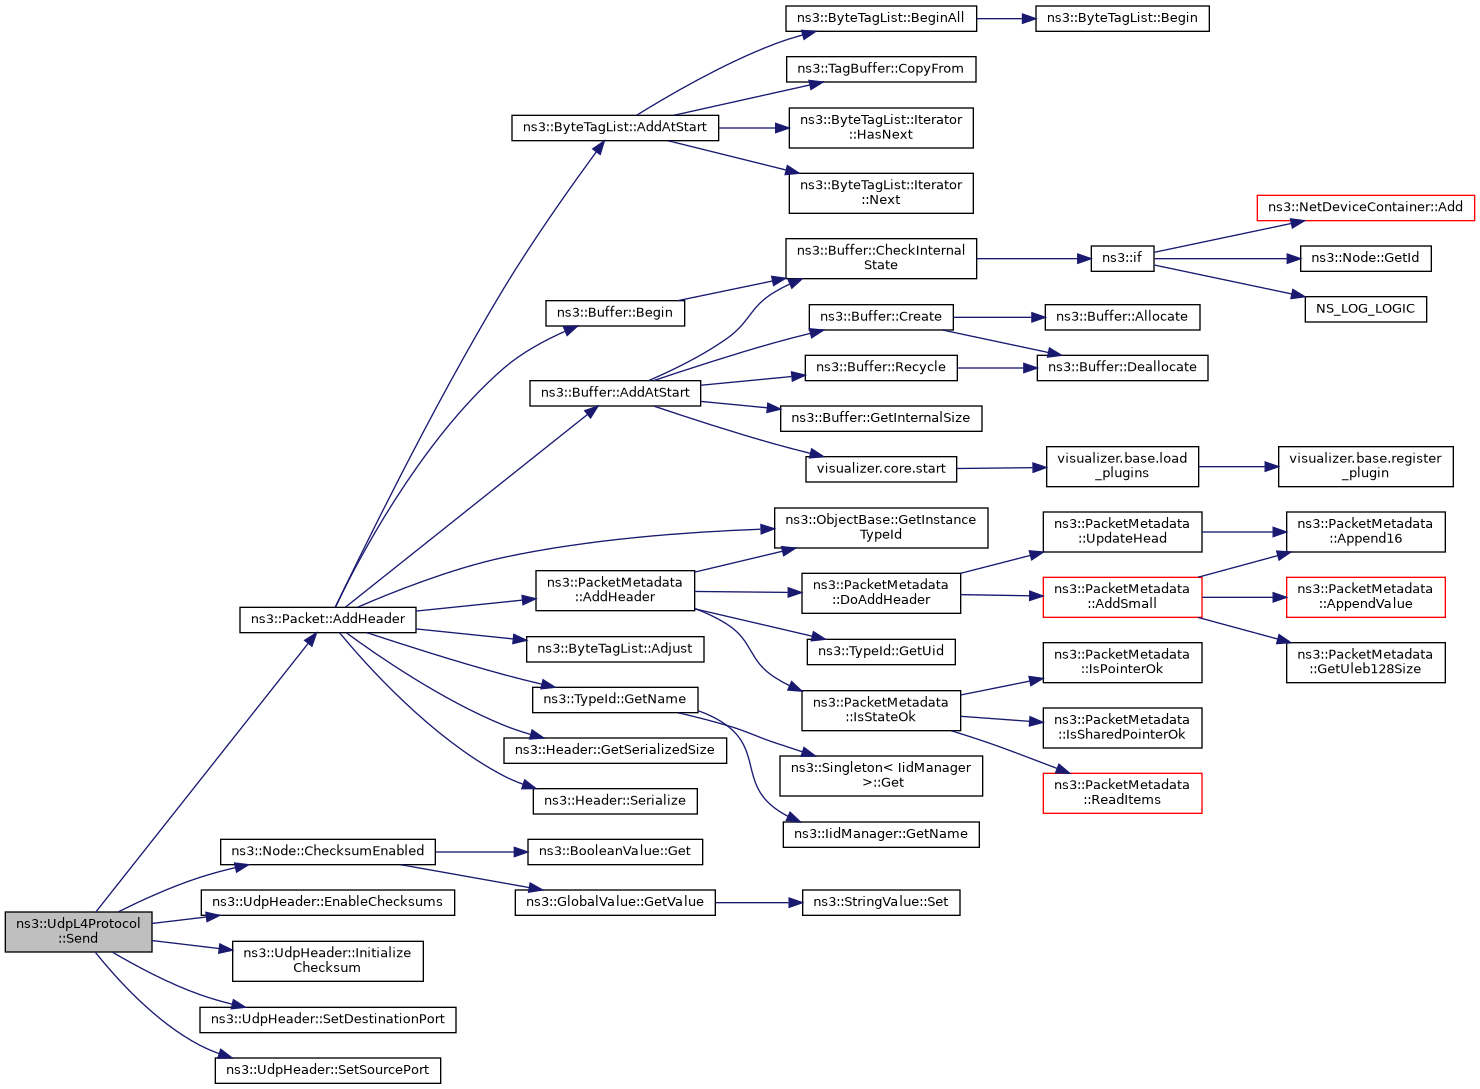 ns3::ByteTagList::BeginAll
ns3::ByteTagList::Begin
ns3::TagBuffer::CopyFrom
ns3::ByteTagList::AddAtStart
ns3::ByteTagList::Iterator
::HasNext
ns3::ByteTagList::Iterator
::Next
ns3::NetDeviceContainer::Add
ns3::Buffer::CheckInternal
State
ns3::if
ns3::Node::GetId
NS_LOG_LOGIC
ns3::Buffer::Begin
ns3::Buffer::Create
ns3::Buffer::Allocate
ns3::Buffer::Recycle
ns3::Buffer::Deallocate
ns3::Buffer::AddAtStart
ns3::Buffer::GetInternalSize
visualizer.core.start
visualizer.base.load
_plugins
visualizer.base.register
_plugin
ns3::ObjectBase::GetInstance
TypeId
ns3::PacketMetadata
::UpdateHead
ns3::PacketMetadata
::Append16
ns3::PacketMetadata
::AddHeader
ns3::PacketMetadata
::DoAddHeader
ns3::PacketMetadata
::AddSmall
ns3::PacketMetadata
::AppendValue
ns3::Packet::AddHeader
ns3::ByteTagList::Adjust
ns3::TypeId::GetUid
ns3::PacketMetadata
::IsPointerOk
ns3::PacketMetadata
::GetUleb128Size
ns3::TypeId::GetName
ns3::PacketMetadata
::IsStateOk
ns3::PacketMetadata
::IsSharedPointerOk
ns3::Header::GetSerializedSize
ns3::Singleton< IidManager
>::Get
ns3::PacketMetadata
::ReadItems
ns3::Header::Serialize
ns3::IidManager::GetName
ns3::Node::ChecksumEnabled
ns3::BooleanValue::Get
ns3::UdpHeader::EnableChecksums
ns3::GlobalValue::GetValue
ns3::StringValue::Set
ns3::UdpL4Protocol
::Send
ns3::UdpHeader::Initialize
Checksum
ns3::UdpHeader::SetDestinationPort
ns3::UdpHeader::SetSourcePort